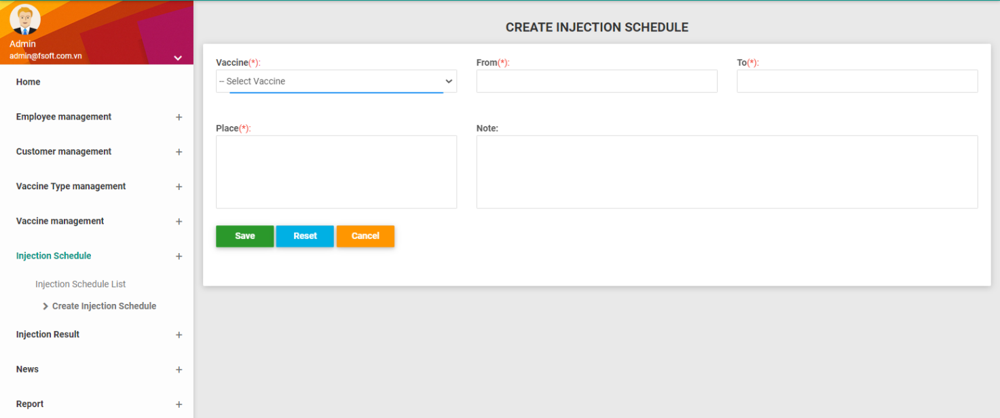 Admin
admin@fsoft.com.vn
Home
Employee management
Customer management
Vaccine Type management
Vaccine management
Injection Schedule
Injection Schedule List
Create Injection Schedule
Injection Result
News
Report
CREATE INJECTION SCHEDULE
Vaccine(*): From(*): To(*):
-- Select Vaccine
Place(*): Note:
Save Reset Cancel